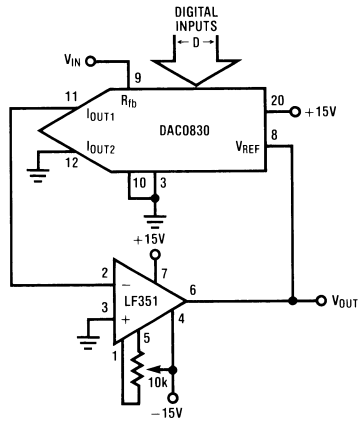 DIGITAL
INPUTS
←D→
VIN
9
11
Rfb
20
IOUT1
DAC0830
+15V
8
IOUT2
VREF
12
10
3
+15V
7
2
−
6
LF351
VOUT
3
+
4
5
1
10k
−15V